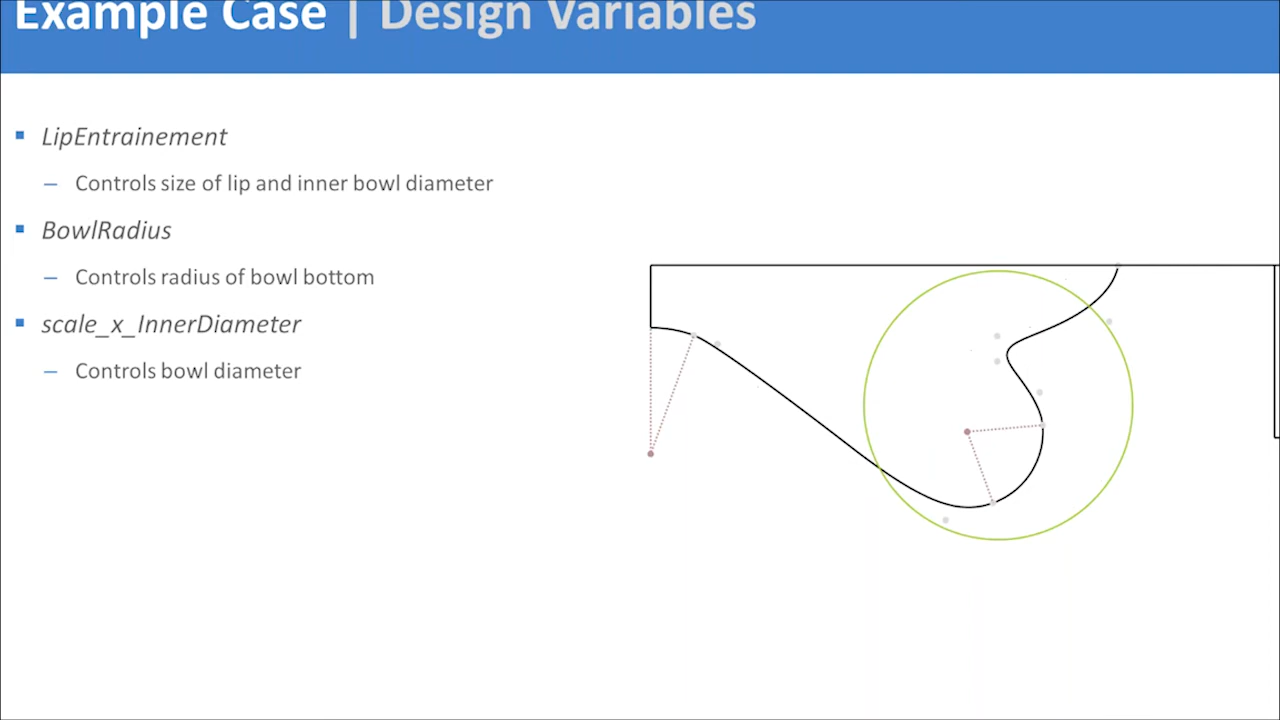 Example Case | Design Variables
LipEntrainement
– Controls size of lip and inner bowl diameter
BowlRadius
– Controls radius of bowl bottom
scale_x_InnerDiameter
– Controls bowl diameter